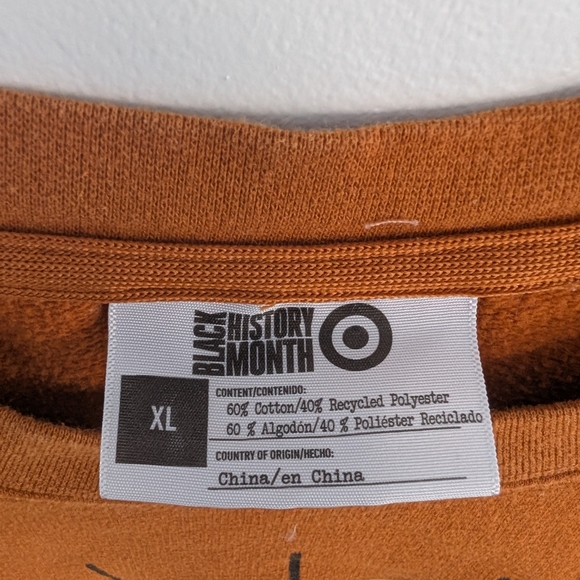 BLACK
HISTORY
MONTH
XL
CONTENT/CONTENIDO:
60% Cotton/40% Recycled Polyester
60 % Algodón/40 % Poliéster Reciclado
COUNTRY OF ORIGIN/HECHO:
China/en China